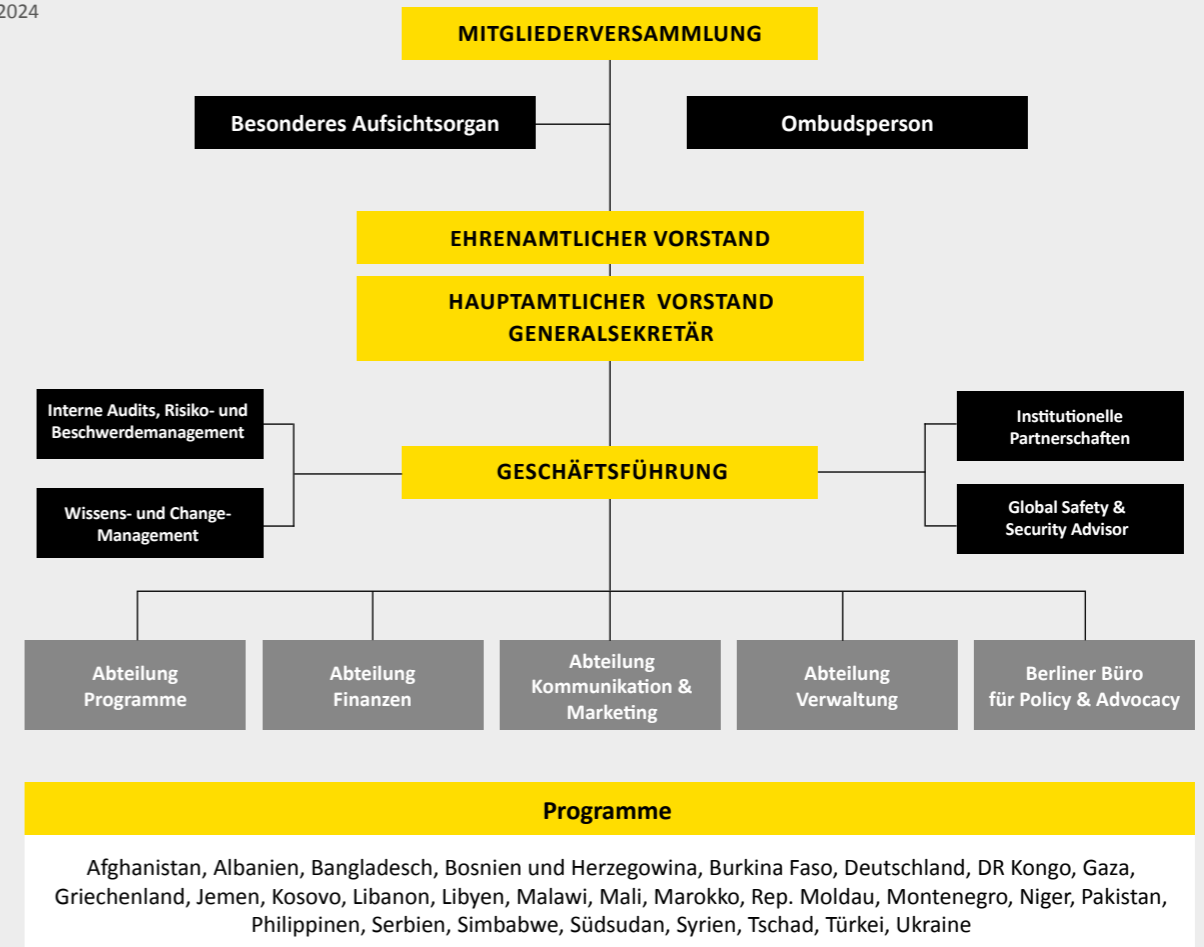 2024
MITGLIEDERVERSAMMLUNG
Besonderes Aufsichtsorgan
Ombudsperson
EHRENAMTLICHER VORSTAND
HAUPTAMTLICHER VORSTAND
GENERALSEKRETÄR
Interne Audits, Risiko- und
Beschwerdemanagement
Institutionelle
Partnerschaften
GESCHÄFTSFÜHRUNG
Wissens- und Change-
Management
Global Safety &
Security Advisor
Abteilung
Programme
Abteilung
Finanzen
Abteilung
Kommunikation &
Marketing
Abteilung
Verwaltung
Berliner Büro
für Policy & Advocacy
Programme
Afghanistan, Albanien, Bangladesch, Bosnien und Herzegowina, Burkina Faso, Deutschland, DR Kongo, Gaza,
Griechenland, Jemen, Kosovo, Libanon, Libyen, Malawi, Mali, Marokko, Rep. Moldau, Montenegro, Niger, Pakistan,
Philippinen, Serbien, Simbabwe, Südsudan, Syrien, Tschad, Türkei, Ukraine